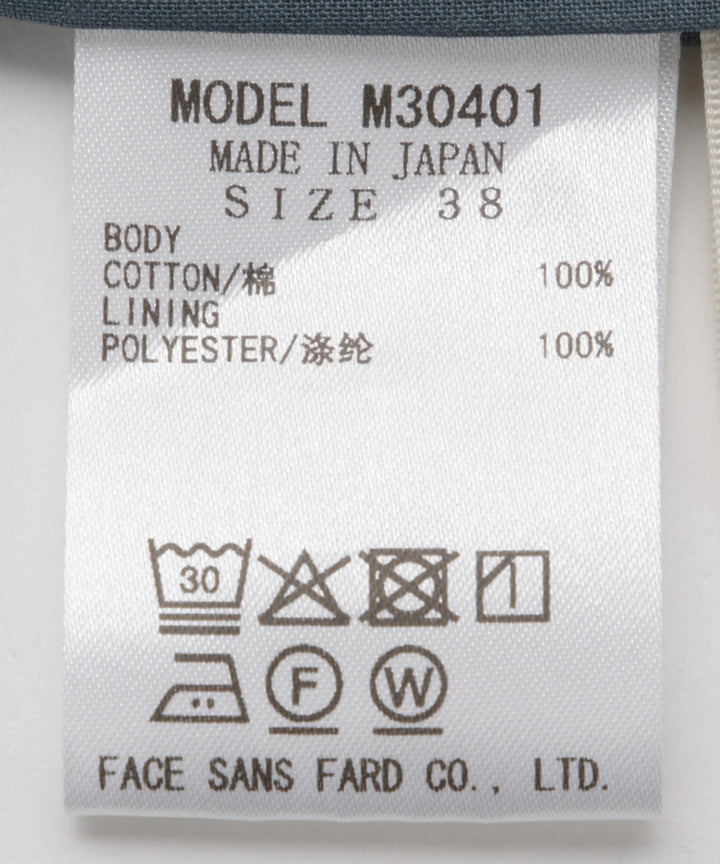 MODEL M30401
MADE IN JAPAN
SIZE 38
BODY
COTTON/棉 100%
LINING
POLYESTER/涤纶 100%
30
F W
FACE SANS FARD CO., LTD.